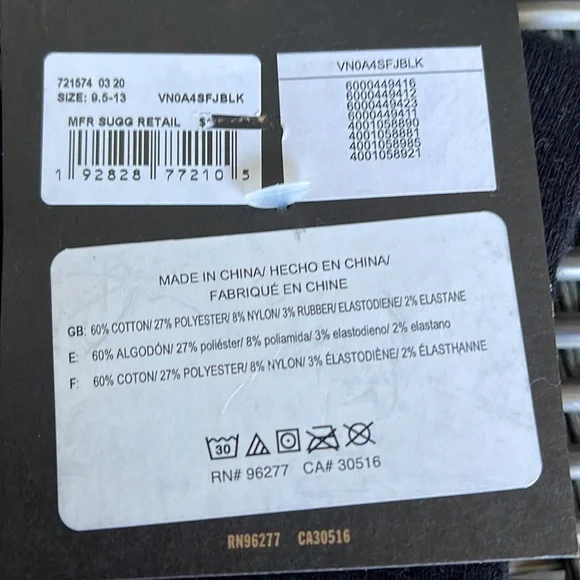 721574 03 20
SIZE: 9.5-13 VN0A4SFJBLK
MFR SUGG RETAIL $
1 92828 77210 5
VN0A4SFJBLK
6000449416
6000449412
6000449423
6000449411
4001058890
4001058881
4001058985
4001058921
MADE IN CHINA/ HECHO EN CHINA/
FABRIQUÉ EN CHINE
GB: 60% COTTON/ 27% POLYESTER/ 8% NYLON/ 3% RUBBER/ ELASTODIENE/ 2% ELASTANE
E: 60% ALGODÓN/ 27% poliéster/ 8% poliamida/ 3% elastodieno/ 2% elastano
F: 60% COTON/ 27% POLYESTER/ 8% NYLON/ 3% ÉLASTODIÈNE/ 2% ÉLASTHANNE
30
RN# 96277 CA# 30516
RN96277 CA30516